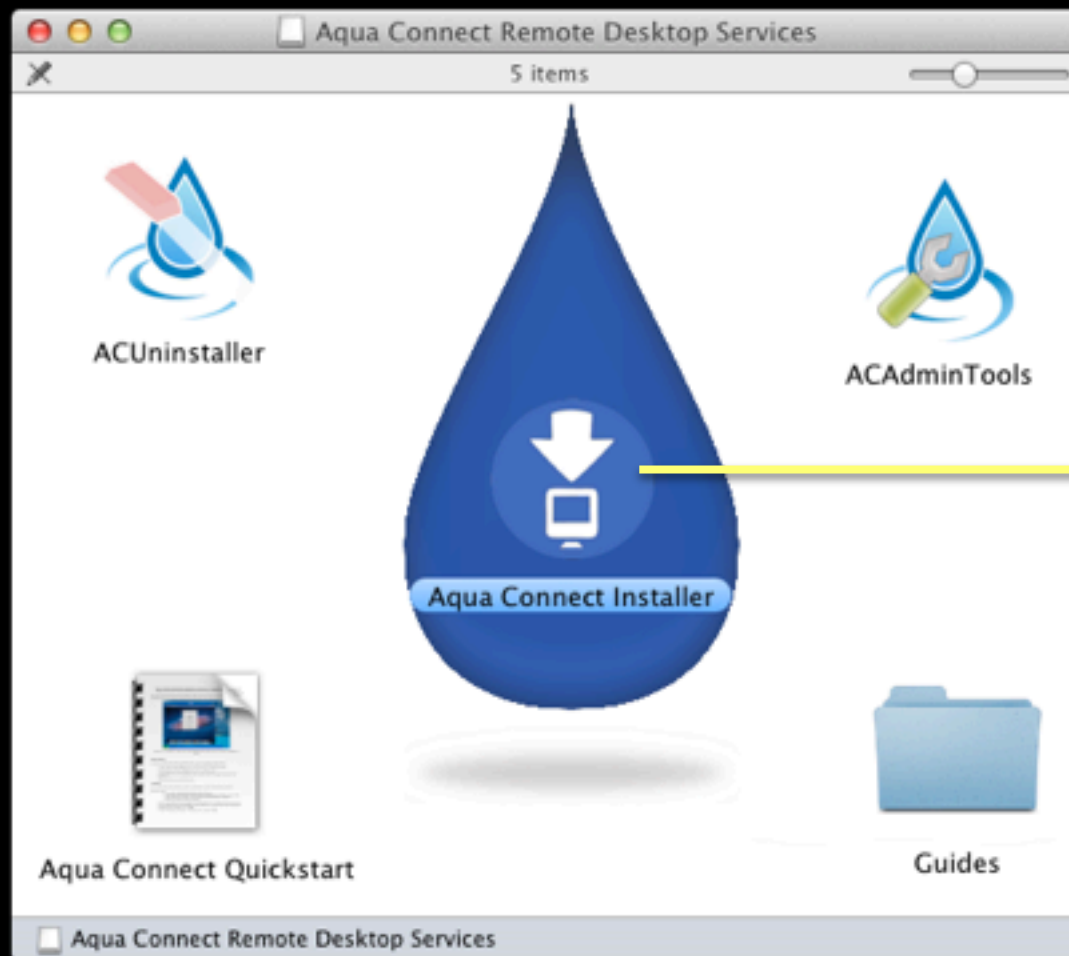 Aqua Connect Remote Desktop Services
5 items
ACUninstaller
ACAdminTools
Aqua Connect Installer
Aqua Connect Quickstart
Guides
Aqua Connect Remote Desktop Services